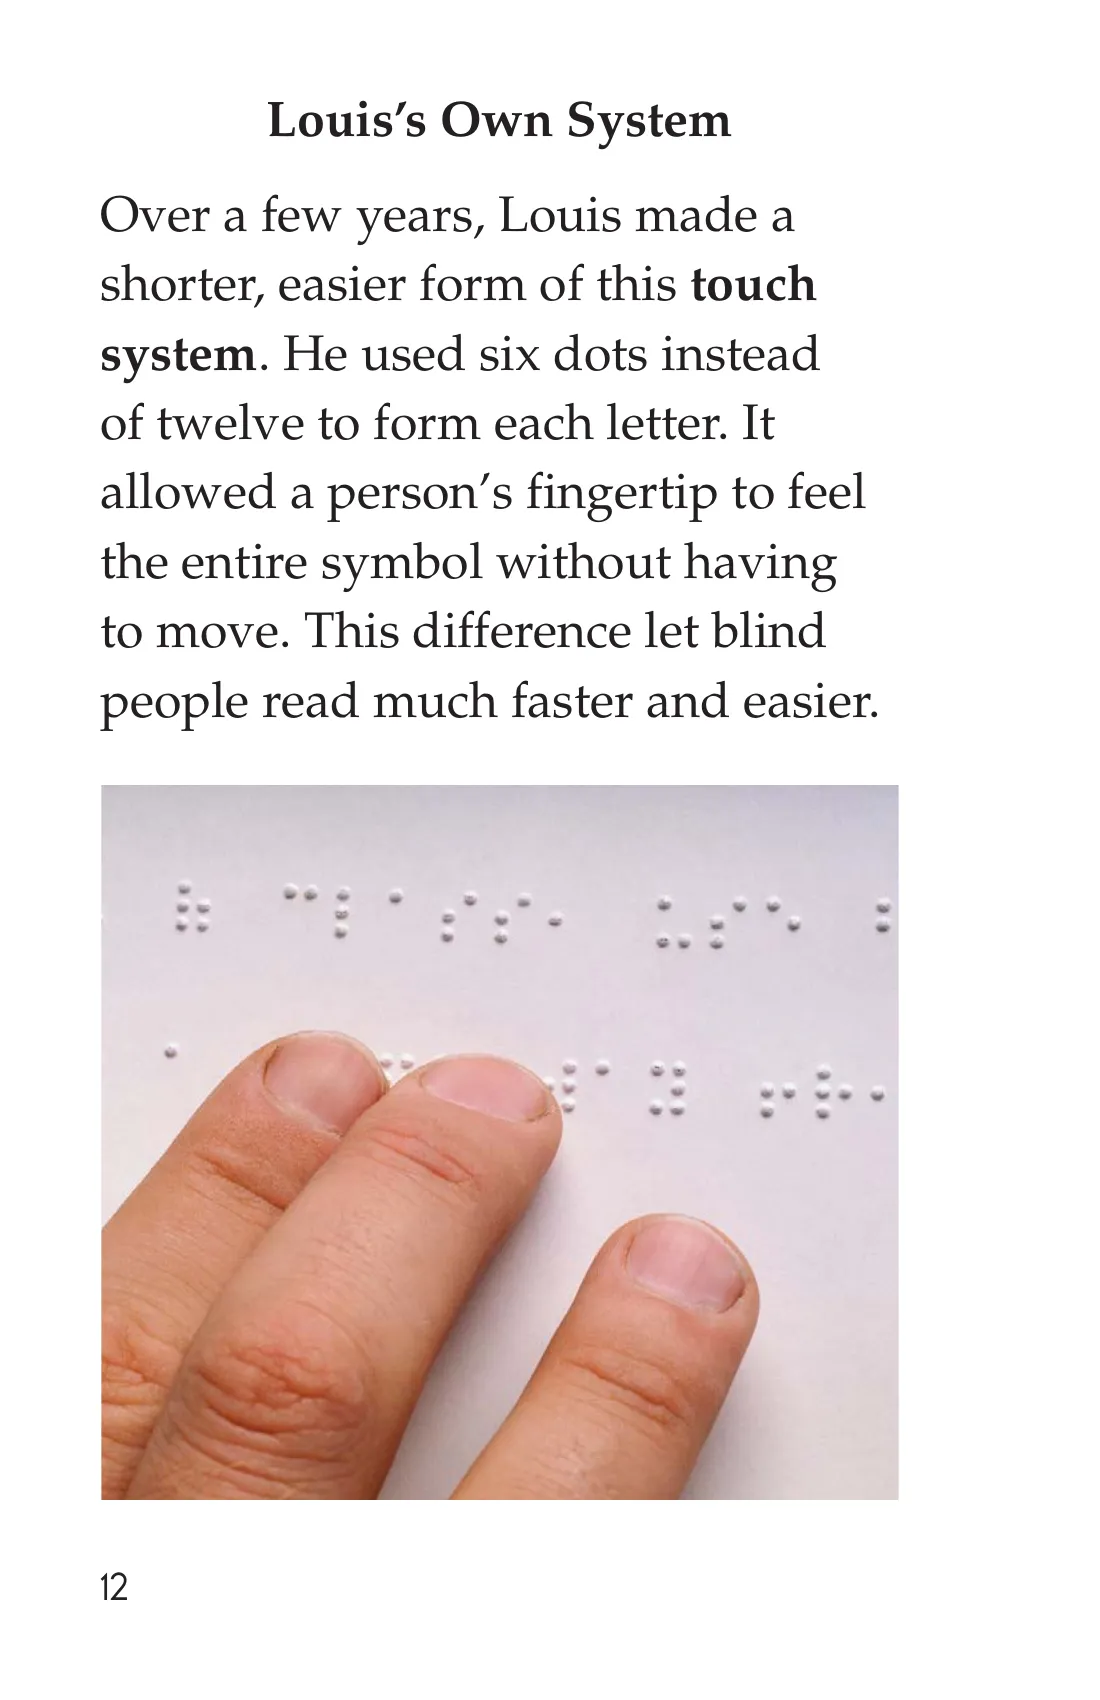 Louis’s Own System
Over a few years, Louis made a
shorter, easier form of this touch
system. He used six dots instead
of twelve to form each letter. It
allowed a person’s fingertip to feel
the entire symbol without having
to move. This difference let blind
people read much faster and easier.
12